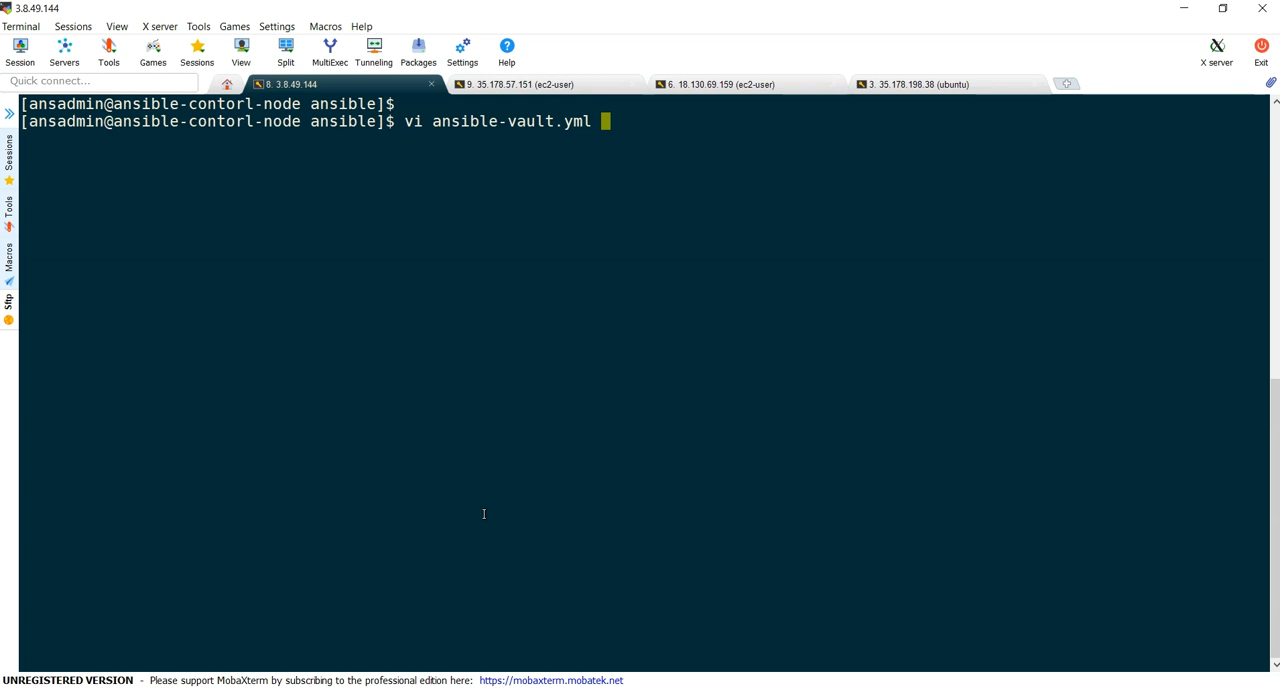 3.8.49.144
Terminal Sessions View X server Tools Games Settings Macros Help
Session Servers Tools Games Sessions View Split MultiExec Tunneling Packages Settings Help X server Exit
Quick connect... 8. 3.8.49.144 9. 35.178.57.151 (ec2-user) 6. 18.130.69.159 (ec2-user) 3. 35.178.198.38 (ubuntu)
[ansadmin@ansible-contorl-node ansible]$
[ansadmin@ansible-contorl-node ansible]$ vi ansible-vault.yml
Sessions
Tools
Macros
Sftp
UNREGISTERED VERSION - Please support MobaXterm by subscribing to the professional edition here: https://mobaxterm.mobatek.net